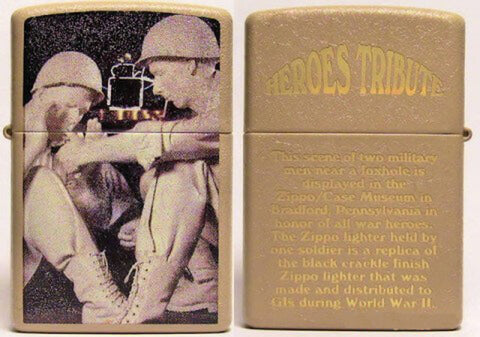 HEROE'S TRIBUTE
This scene of two military
men near a foxhole is
displayed in the
Zippo/Case Museum in
Bradford, Pennsylvania in
honor of all war heroes.
The Zippo lighter held by
one soldier is a replica of
the black crackle finish
Zippo lighter that was
made and distributed to
GIs during World War II.